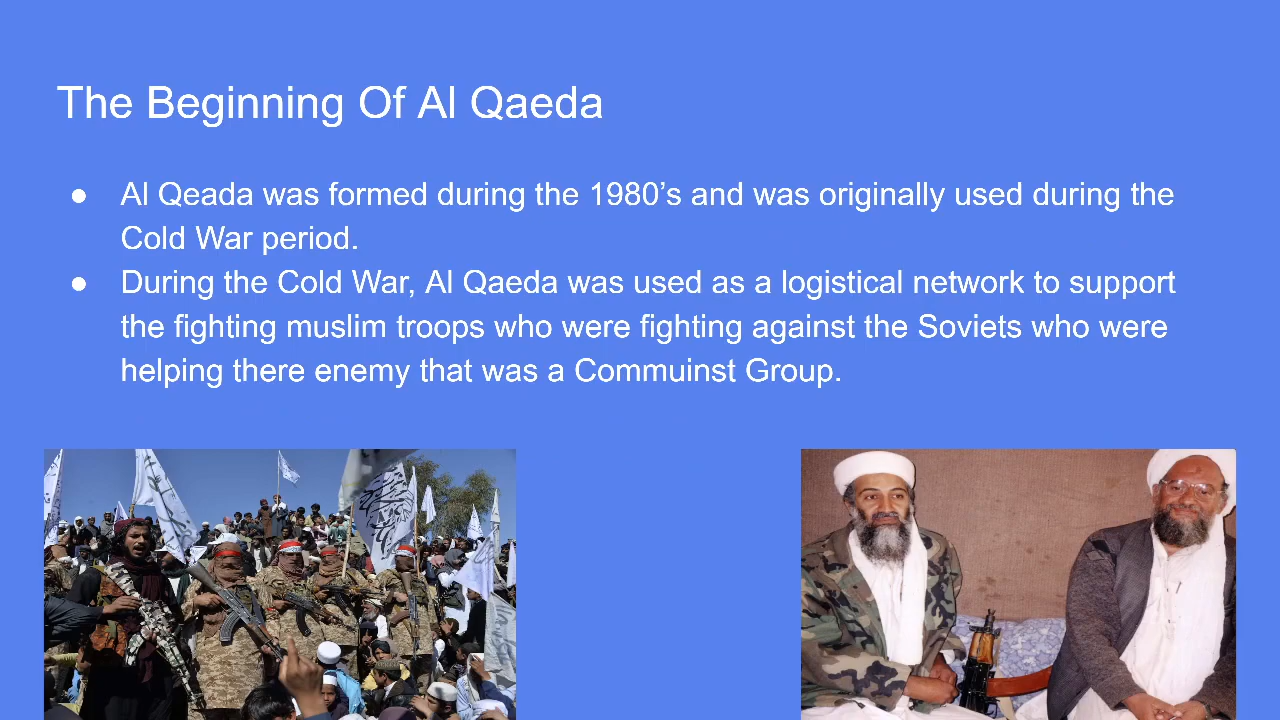 The Beginning Of Al Qaeda
● Al Qeada was formed during the 1980’s and was originally used during the
Cold War period.
● During the Cold War, Al Qaeda was used as a logistical network to support
the fighting muslim troops who were fighting against the Soviets who were
helping there enemy that was a Commuinst Group.